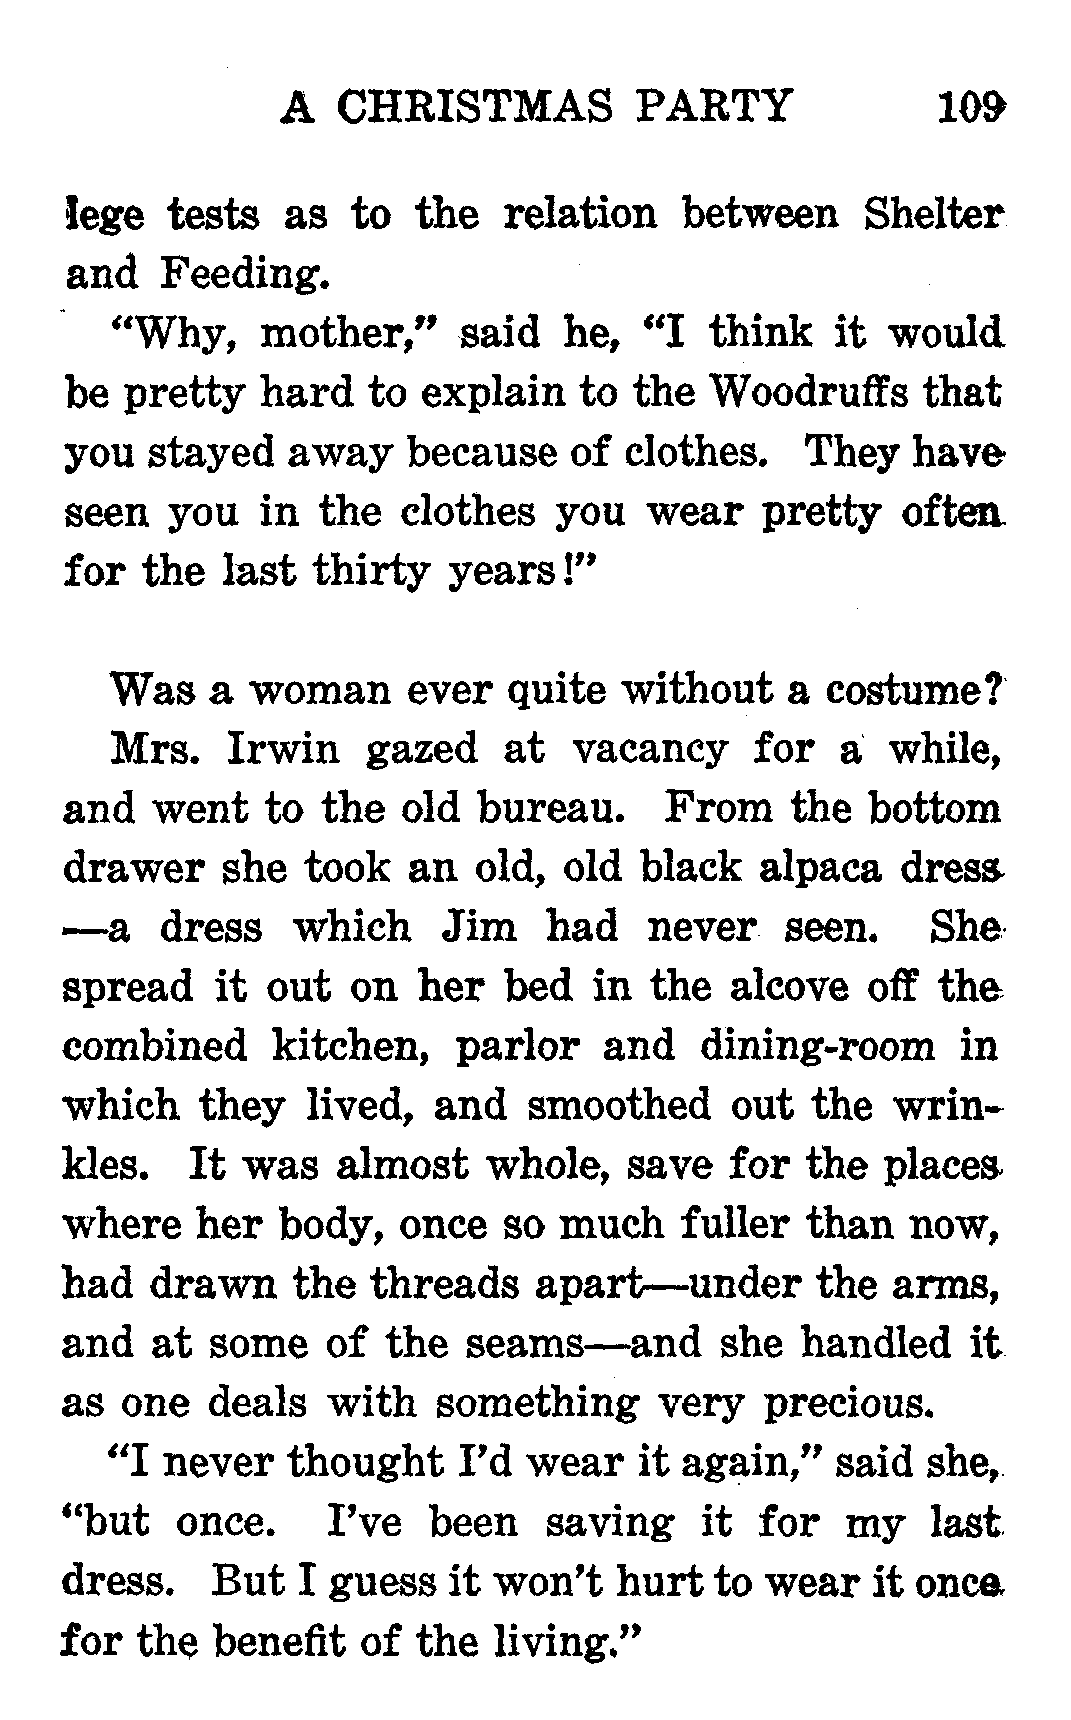 A CHRISTMAS PARTY 109
lege tests as to the relation between Shelter
and Feeding.
“Why, mother,” said he, “I think it would
be pretty hard to explain to the Woodruffs that
you stayed away because of clothes. They have
seen you in the clothes you wear pretty often
for the last thirty years!”
Was a woman ever quite without a costume?
Mrs. Irwin gazed at vacancy for a while,
and went to the old bureau. From the bottom
drawer she took an old, old black alpaca dress
—a dress which Jim had never seen. She
spread it out on her bed in the alcove off the
combined kitchen, parlor and dining-room in
which they lived, and smoothed out the wrin-
kles. It was almost whole, save for the places
where her body, once so much fuller than now,
had drawn the threads apart—under the arms,
and at some of the seams—and she handled it
as one deals with something very precious.
“I never thought I’d wear it again,” said she,
“but once. I’ve been saving it for my last
dress. But I guess it won’t hurt to wear it once
for the benefit of the living.”